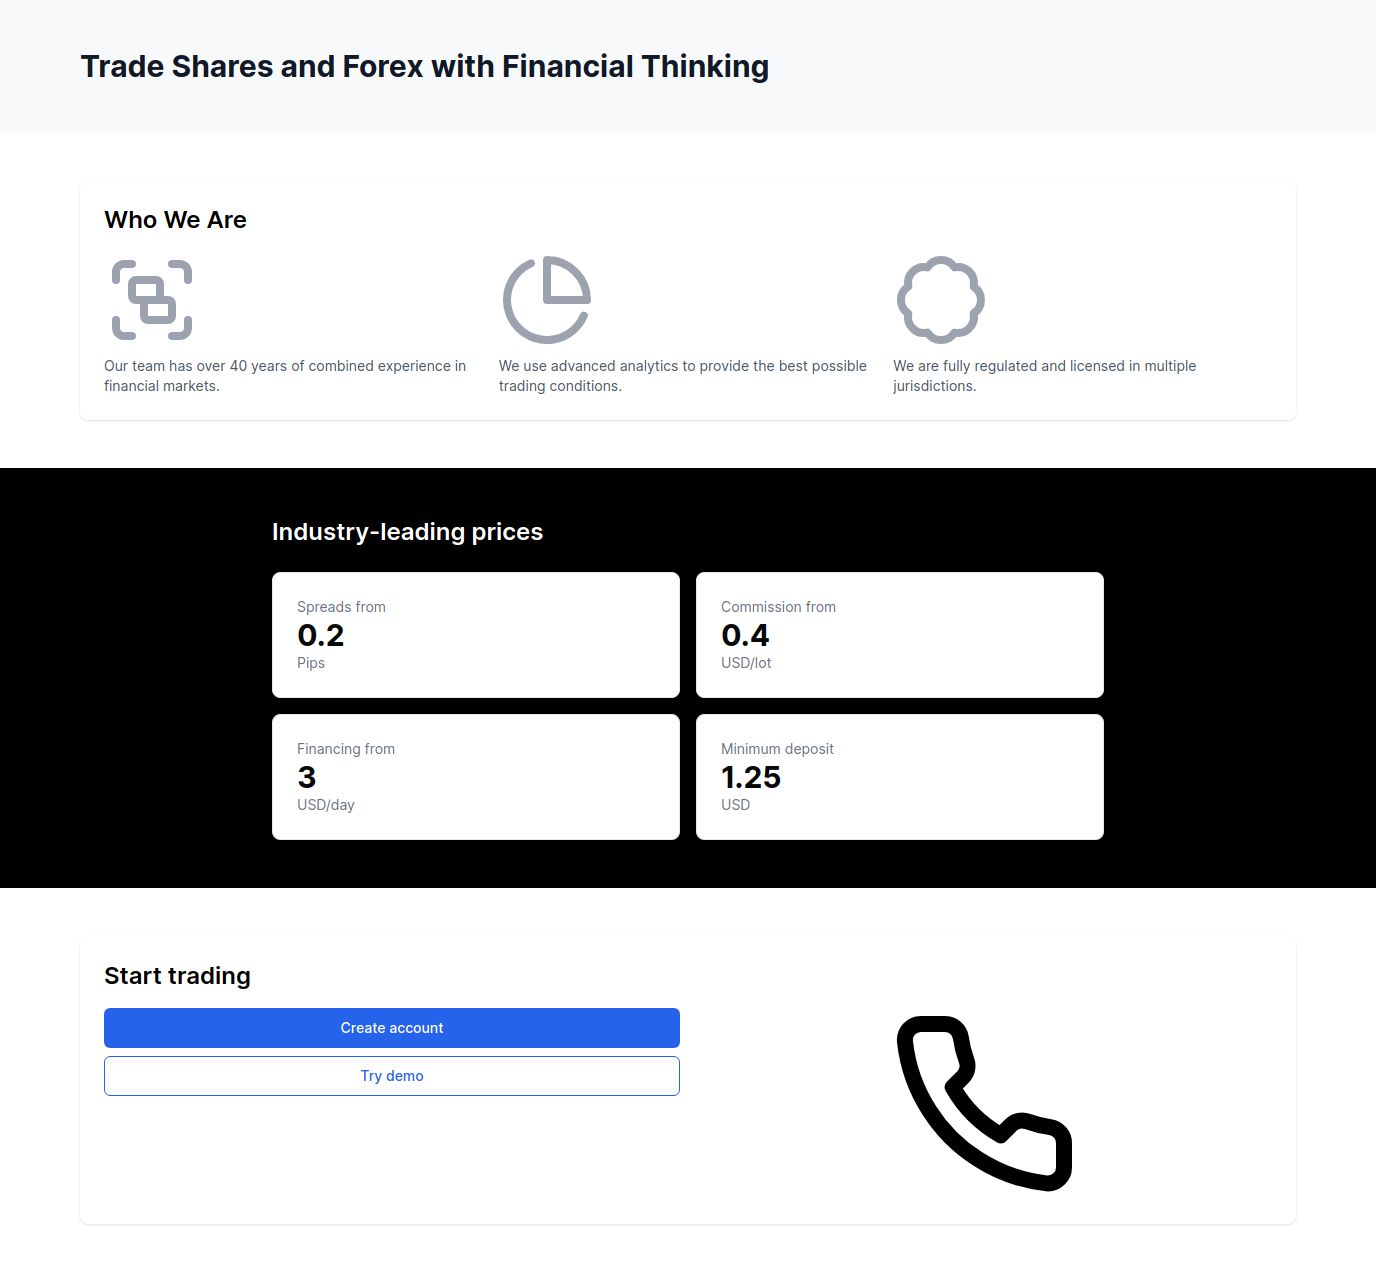 Trade Shares and Forex with Financial Thinking
Who We Are
Our team has over 40 years of combined experience in
financial markets.
We use advanced analytics to provide the best possible
trading conditions.
We are fully regulated and licensed in multiple
jurisdictions.
Industry-leading prices
Spreads from
0.2
Pips
Commission from
0.4
USD/lot
Financing from
3
USD/day
Minimum deposit
1.25
USD
Start trading
Create account
Try demo